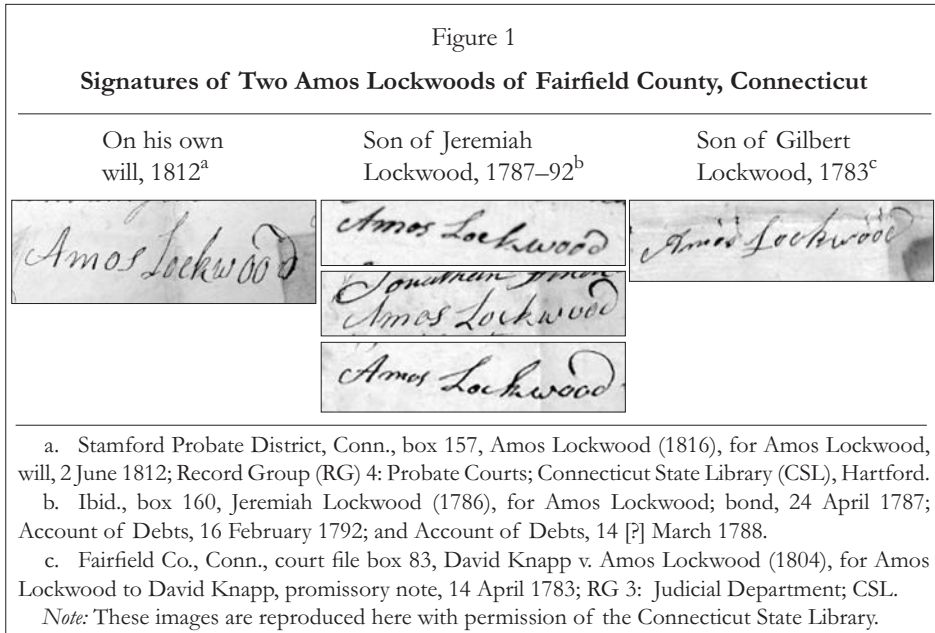 Figure 1
Signatures of Two Amos Lockwoods of Fairfield County, Connecticut
On his own
will, 1812a
Son of Jeremiah
Lockwood, 1787–92b
Son of Gilbert
Lockwood, 1783c
Amos Lockwood
Amos Lockwood
Jonathan
Amos Lockwood
Amos Lockwood
Amos Lockwood
a. Stamford Probate District, Conn., box 157, Amos Lockwood (1816), for Amos Lockwood,
will, 2 June 1812; Record Group (RG) 4: Probate Courts; Connecticut State Library (CSL), Hartford.
b. Ibid., box 160, Jeremiah Lockwood (1786), for Amos Lockwood; bond, 24 April 1787;
Account of Debts, 16 February 1792; and Account of Debts, 14 [?] March 1788.
c. Fairfield Co., Conn., court file box 83, David Knapp v. Amos Lockwood (1804), for Amos
Lockwood to David Knapp, promissory note, 14 April 1783; RG 3: Judicial Department; CSL.
Note: These images are reproduced here with permission of the Connecticut State Library.